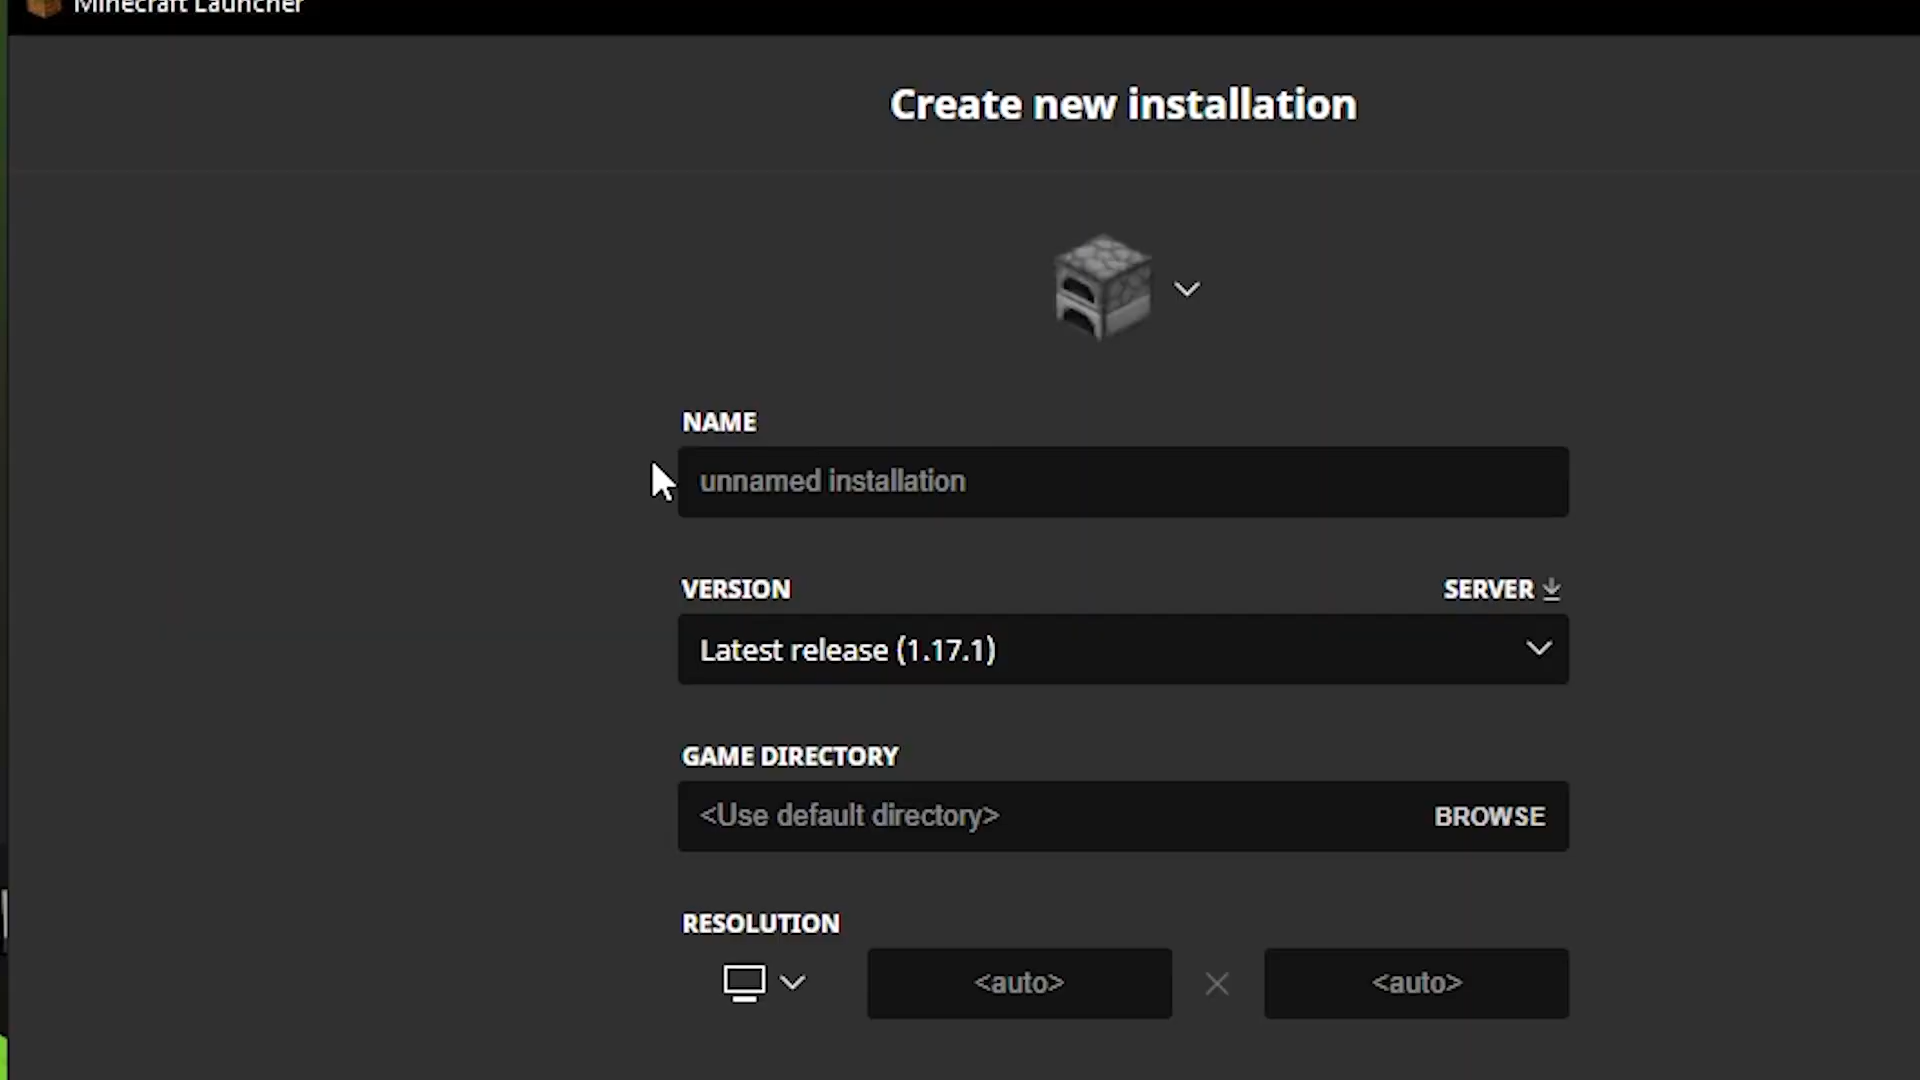 Minecraft Launcher
Create new installation
NAME
unnamed installation
VERSION
SERVER
Latest release (1.17.1)
GAME DIRECTORY
<Use default directory>
BROWSE
RESOLUTION
<auto>
<auto>